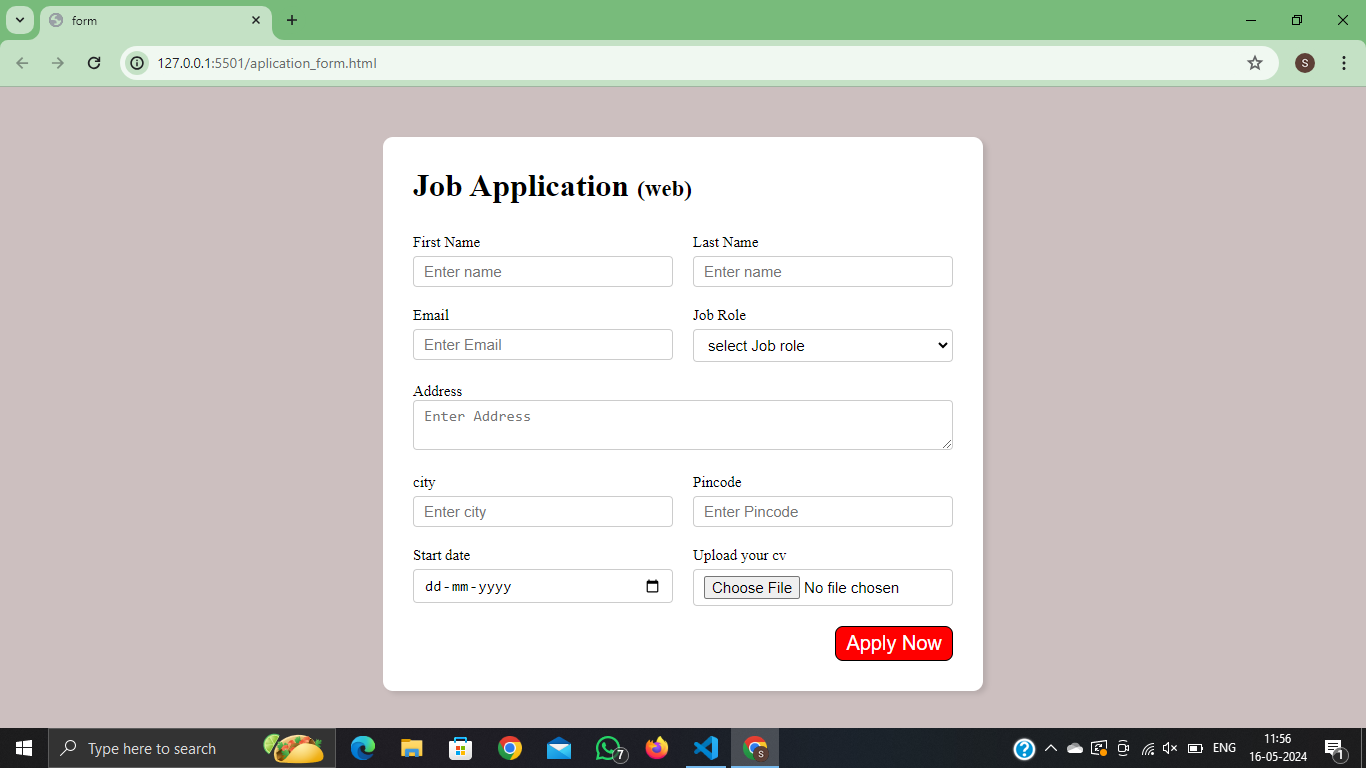 form
127.0.0.1:5501/aplication_form.html
S
Job Application (web)
First Name Last Name
Enter name Enter name
Email Job Role
Enter Email select Job role
Address
Enter Address
city Pincode
Enter city Enter Pincode
Start date Upload your cv
dd-mm-yyyy Choose File No file chosen
Apply Now
Type here to search 7 S ENG 11:56
16-05-2024 1